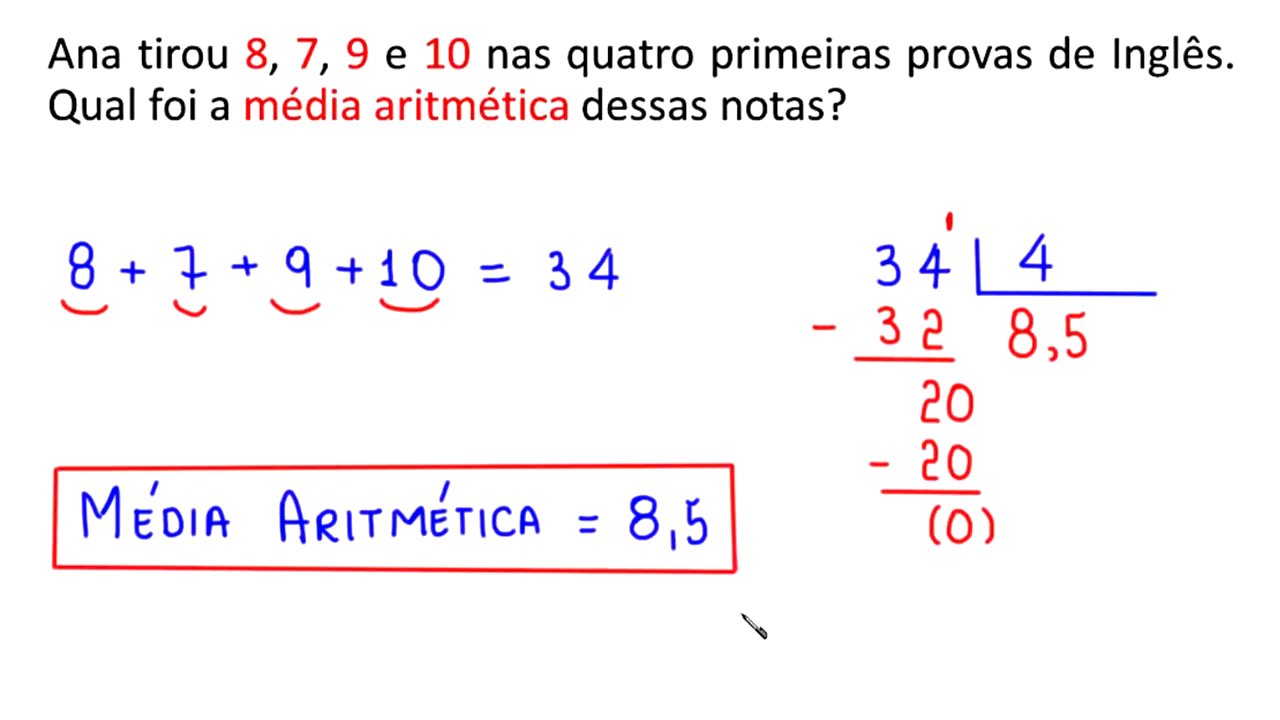 Ana tirou 8, 7, 9 e 10 nas quatro primeiras provas de Inglês.
Qual foi a média aritmética dessas notas?
8 + 7 + 9 + 10 = 34
34' 4
- 32 8,5
20
- 20
(0)
MÉDIA ARITMÉTICA = 8,5